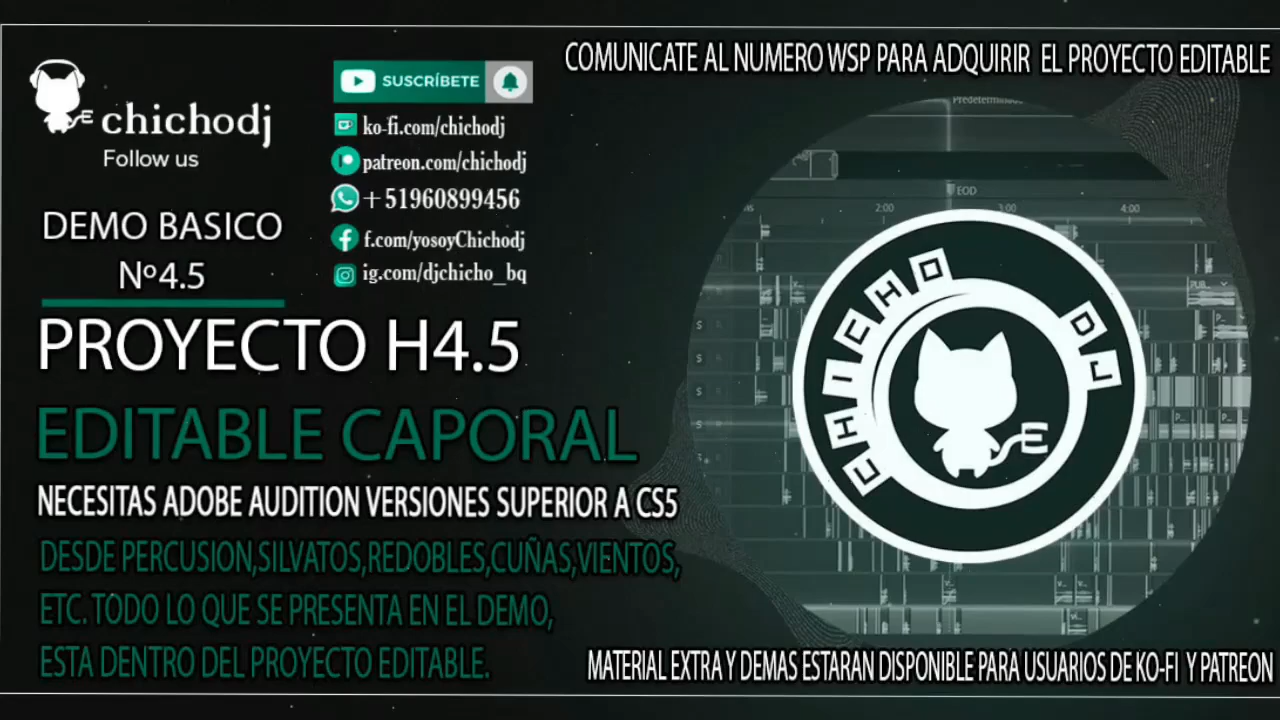 COMUNICATE AL NUMERO WSP PARA ADQUIRIR EL PROYECTO EDITABLE
chichodj
Follow us
SUSCRÍBETE
ko-fi.com/chichodj
patreon.com/chichodj
+51960899456
f.com/yosoyChichodj
ig.com/djchicho_bq
DEMO BASICO
Nº4.5
PROYECTO H4.5
EDITABLE CAPORAL
NECESITAS ADOBE AUDITION VERSIONES SUPERIOR A CS5
DESDE PERCUSION,SILVATOS,REDOBLES,CUÑAS,VIENTOS,
ETC. TODO LO QUE SE PRESENTA EN EL DEMO,
ESTA DENTRO DEL PROYECTO EDITABLE.
EOD
2:00 3:00 4:00
CHICHO DJ
E
MATERIAL EXTRA Y DEMAS ESTARAN DISPONIBLE PARA USUARIOS DE KO-FI Y PATREON